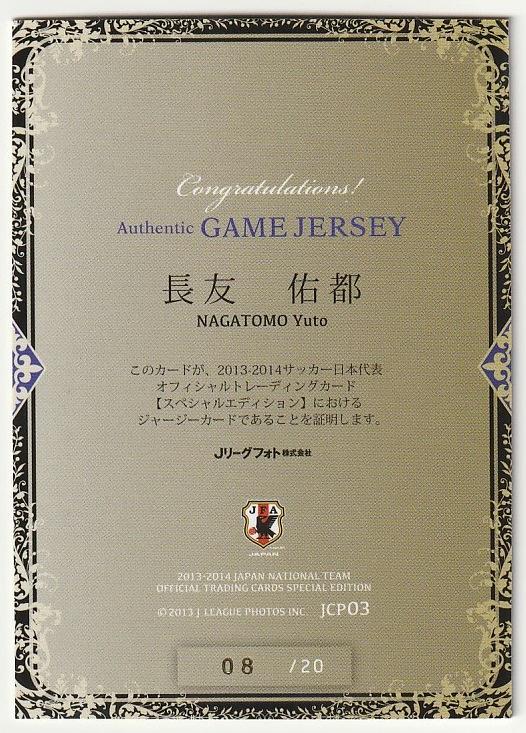 Congratulations!
Authentic GAME JERSEY
長友 佑都
NAGATOMO Yuto
このカードが、2013-2014サッカー日本代表
オフィシャルトレーディングカード
【スペシャルエディション】における
ジャージーカードであることを証明します。
Jリーグフォト株式会社
JFA
JAPAN
2013-2014 JAPAN NATIONAL TEAM
OFFICIAL TRADING CARDS SPECIAL EDITION
©2013 J LEAGUE PHOTOS INC. JCP03
08 /20